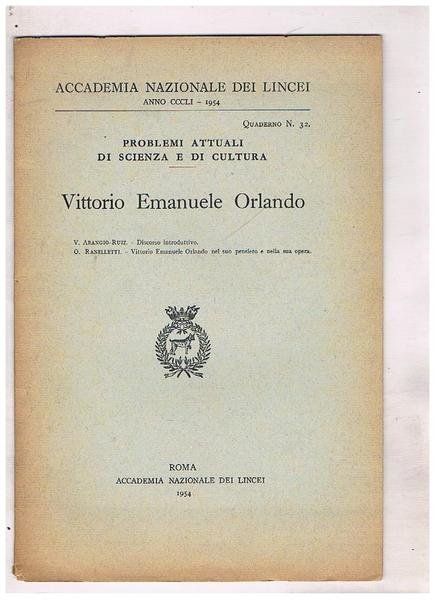 ACCADEMIA NAZIONALE DEI LINCEI
ANNO CCCLI - 1954
QUADERNO N. 32.
PROBLEMI ATTUALI
DI SCIENZA E DI CULTURA
Vittorio Emanuele Orlando
V. ARANGIO-RUIZ. - Discorso introduttivo.
O. RANELLETTI. - Vittorio Emanuele Orlando nel suo pensiero e nella sua opera.
ROMA
ACCADEMIA NAZIONALE DEI LINCEI
1954